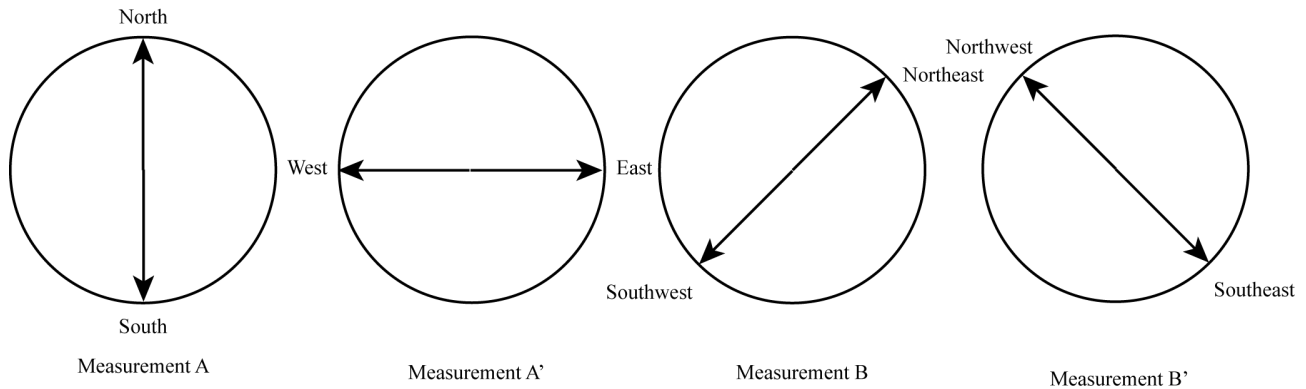 North
South
Measurement A
West
East
Measurement A'
Northeast
Southwest
Measurement B
Northwest
Southeast
Measurement B'